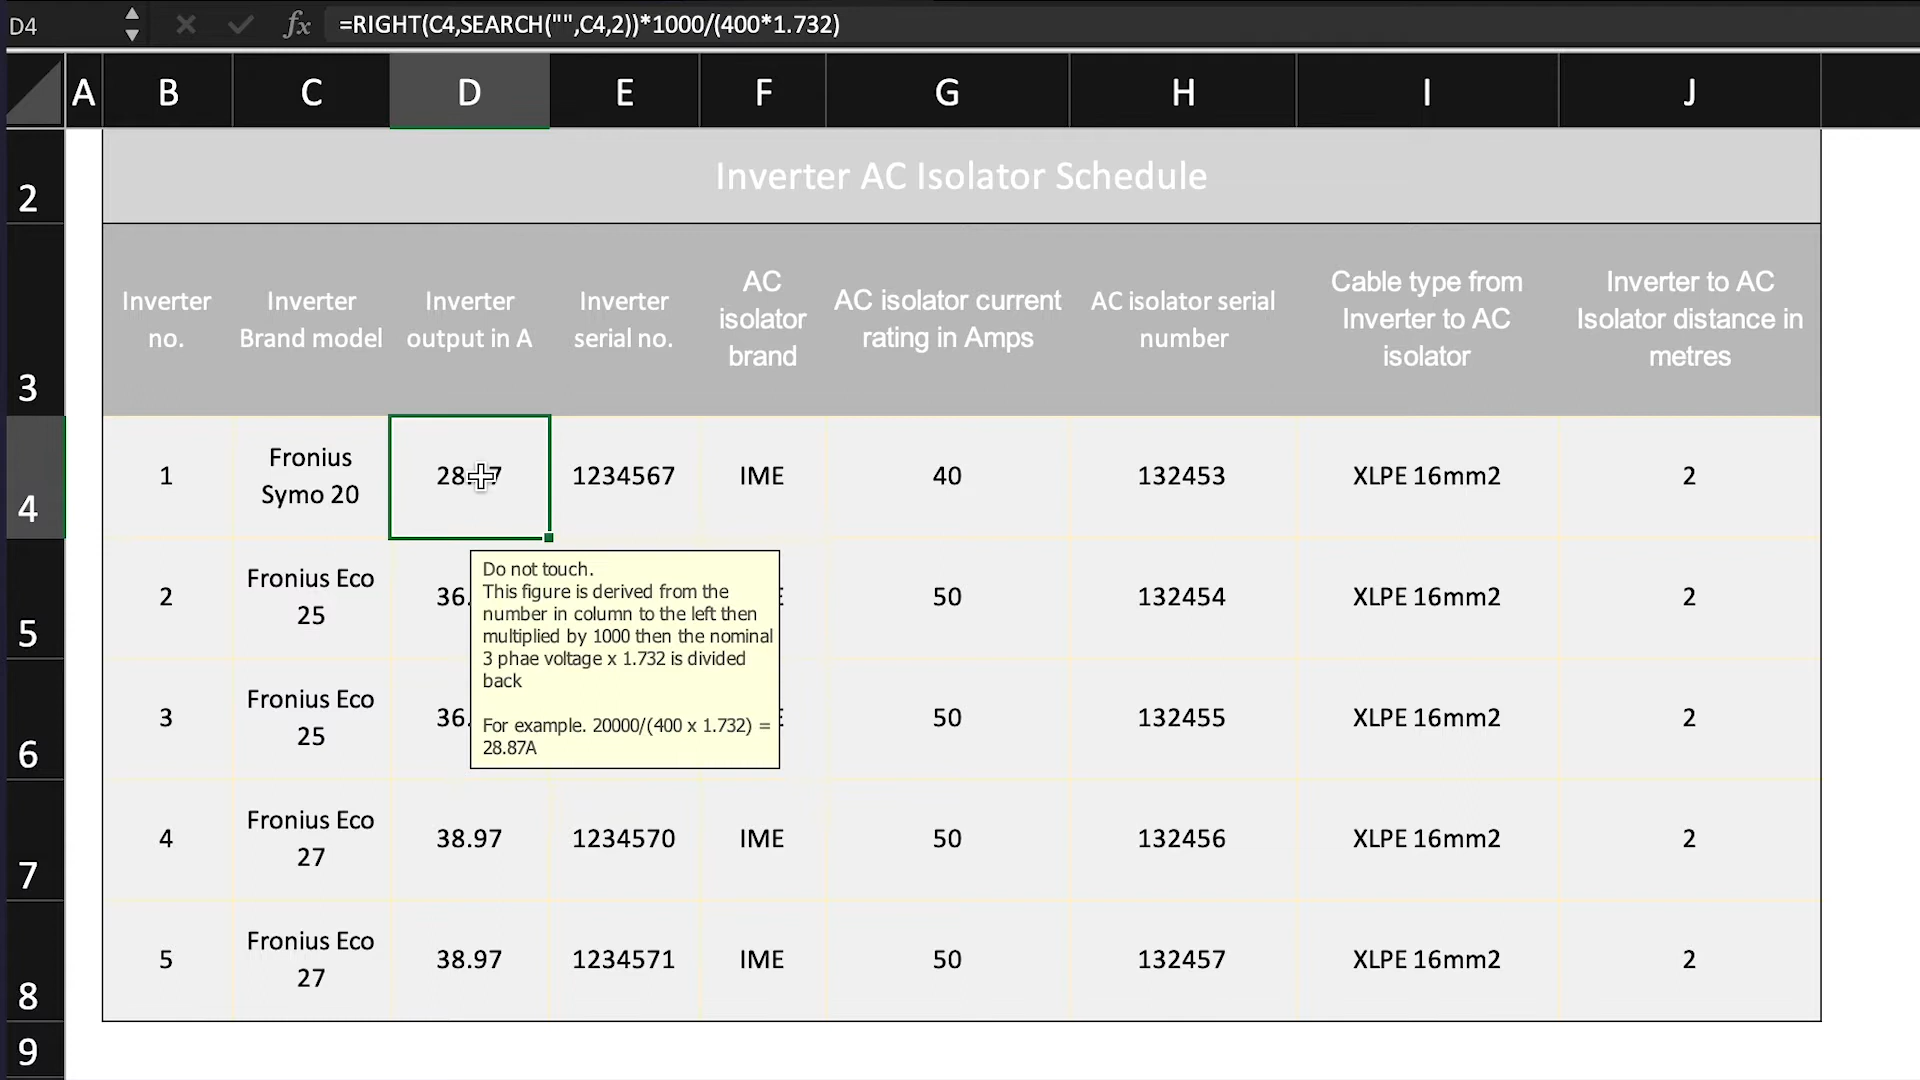 D4 fx =RIGHT(C4,SEARCH("",C4,2))*1000/(400*1.732)
A B C D E F G H I J
2 Inverter AC Isolator Schedule
3
Inverter no.
Inverter Brand model
Inverter output in A
Inverter serial no.
AC isolator brand
AC isolator current rating in Amps
AC isolator serial number
Cable type from Inverter to AC isolator
Inverter to AC Isolator distance in metres
4 1 Fronius Symo 20 1234567 IME 40 132453 XLPE 16mm2 2
5 2 Fronius Eco 25 36. 50 132454 XLPE 16mm2 2
6 3 Fronius Eco 25 36. 50 132455 XLPE 16mm2 2
7 4 Fronius Eco 27 38.97 1234570 IME 50 132456 XLPE 16mm2 2
8 5 Fronius Eco 27 38.97 1234571 IME 50 132457 XLPE 16mm2 2
9
Do not touch.
This figure is derived from the
number in column to the left then
multiplied by 1000 then the nominal
3 phae voltage x 1.732 is divided
back
For example. 20000/(400 x 1.732) =
28.87A